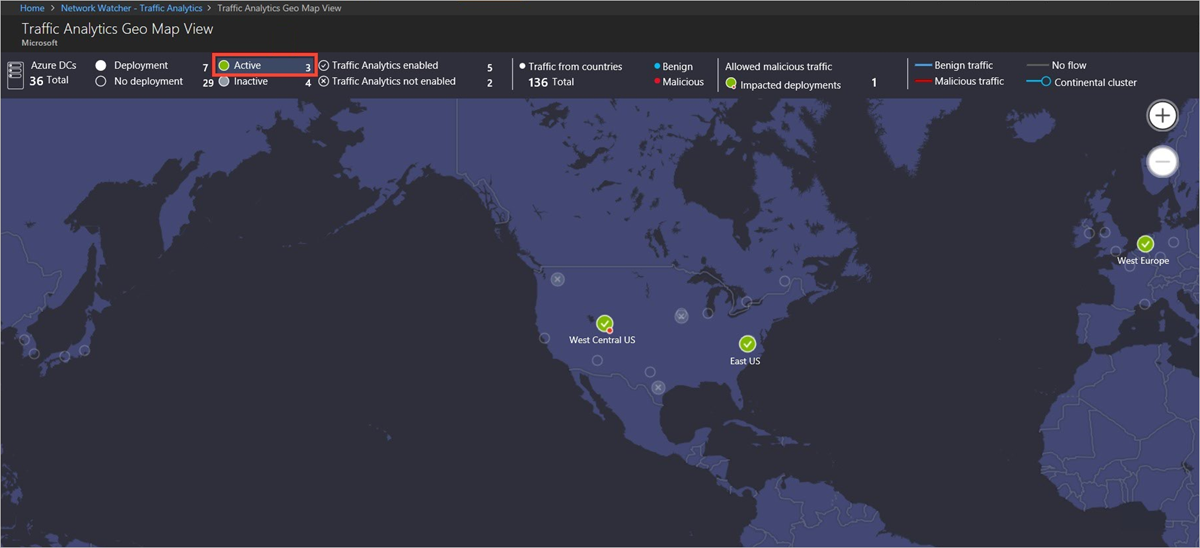 Home > Network Watcher - Traffic Analytics > Traffic Analytics Geo Map View
Traffic Analytics Geo Map View
Microsoft
Azure DCs
36 Total
Deployment 7
No deployment 29
Active 3
Inactive 4
Traffic Analytics enabled 5
Traffic Analytics not enabled 2
Traffic from countries
136 Total
Benign
Malicious
Allowed malicious traffic
Impacted deployments 1
Benign traffic
Malicious traffic
No flow
Continental cluster
West Europe
West Central US
East US